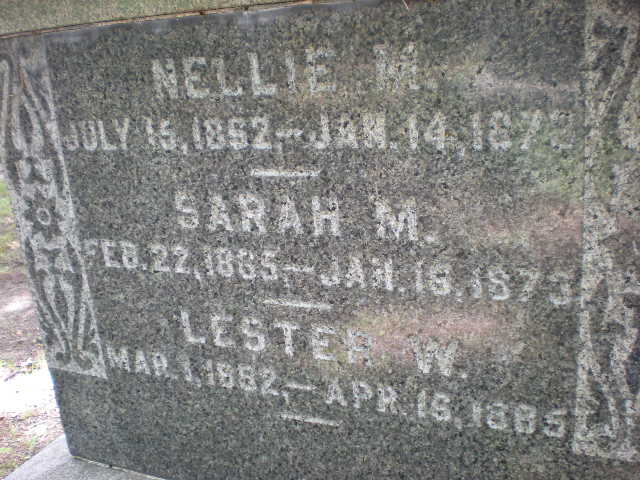 NELLIE M.
JULY 15, 1862,—JAN. 14, 1873
SARAH M.
FEB. 22, 1865,—JAN. 19, 1873
LESTER W.
MAR. 1, 1882,—APR. 16, 1885